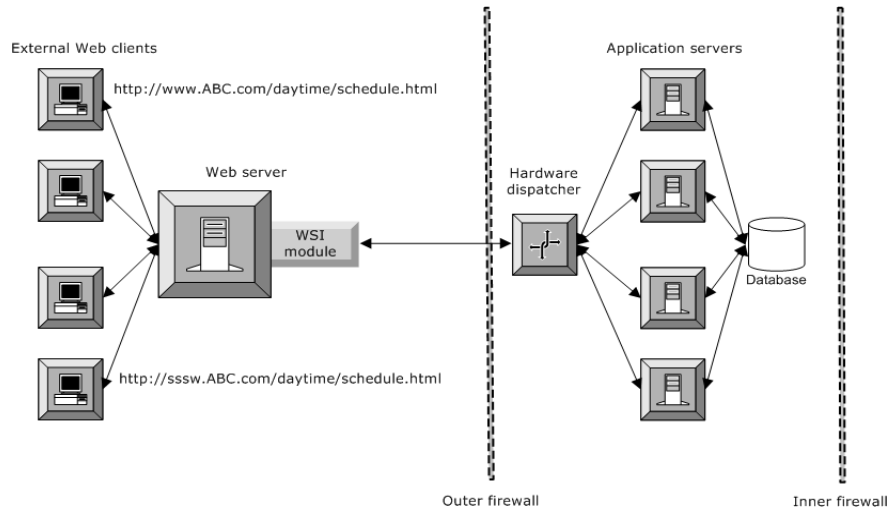 External Web clients
Application servers
http://www.ABC.com/daytime/schedule.html
Web server
Hardware
dispatcher
WSI
module
Database
http://sssw.ABC.com/daytime/schedule.html
Outer firewall
Inner firewall